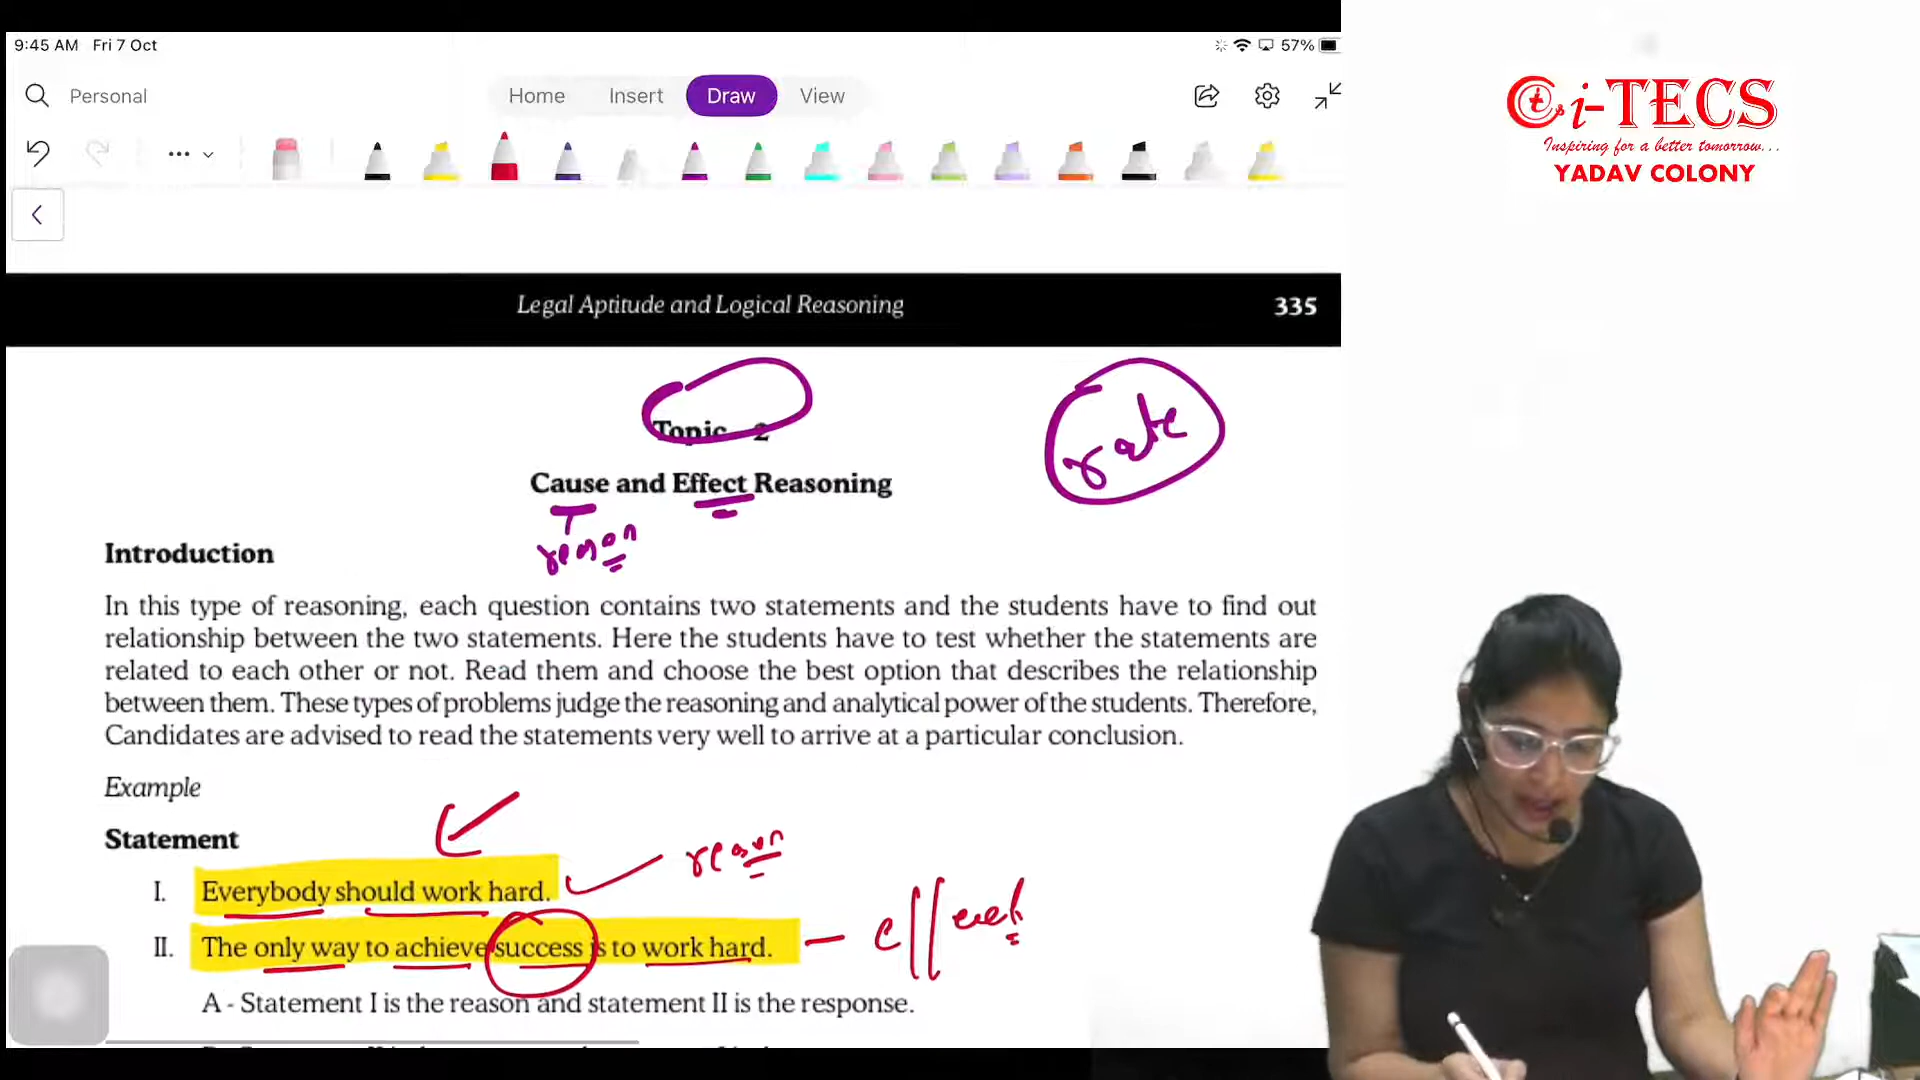 9:45 AM Fri 7 Oct
57%
Personal
Home Insert Draw View
i-TECS
Inspiring for a better tomorrow...
YADAV COLONY
Legal Aptitude and Logical Reasoning 335
Topic - 2
rate
Cause and Effect Reasoning
reason
Introduction
In this type of reasoning, each question contains two statements and the students have to find out
relationship between the two statements. Here the students have to test whether the statements are
related to each other or not. Read them and choose the best option that describes the relationship
between them. These types of problems judge the reasoning and analytical power of the students. Therefore,
Candidates are advised to read the statements very well to arrive at a particular conclusion.
Example
Statement
reason
I. Everybody should work hard.
II. The only way to achieve success is to work hard.
A - Statement I is the reason and statement II is the response.